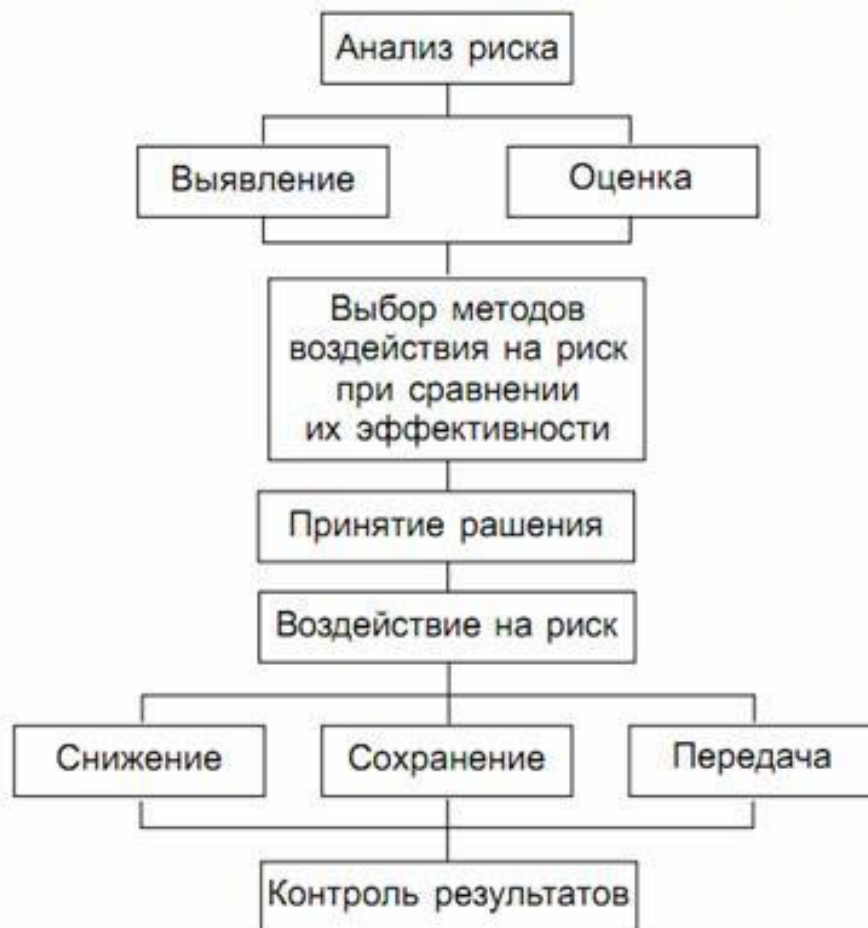 Анализ риска
Выявление
Оценка
Выбор методов
воздействия на риск
при сравнении
их эффективности
Принятие рашения
Воздействие на риск
Снижение
Сохранение
Передача
Контроль результатов